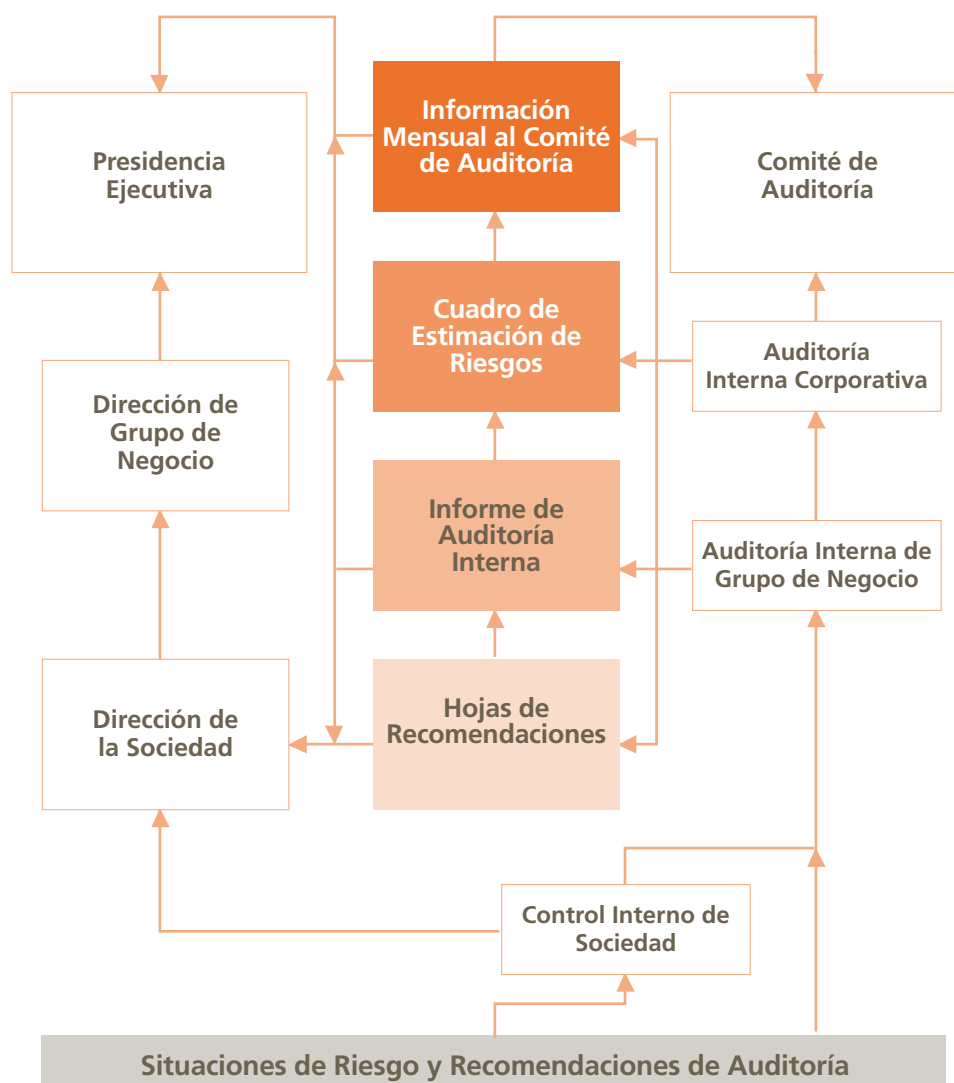 Información
Mensual al Comité
de Auditoría
Presidencia
Ejecutiva
Comité de
Auditoría
Cuadro de
Estimación de
Riesgos
Auditoría
Interna Corporativa
Dirección de
Grupo de
Negocio
Informe de
Auditoría
Interna
Auditoría Interna de
Grupo de Negocio
Hojas de
Recomendaciones
Dirección de
la Sociedad
Control Interno de
Sociedad
Situaciones de Riesgo y Recomendaciones de Auditoría